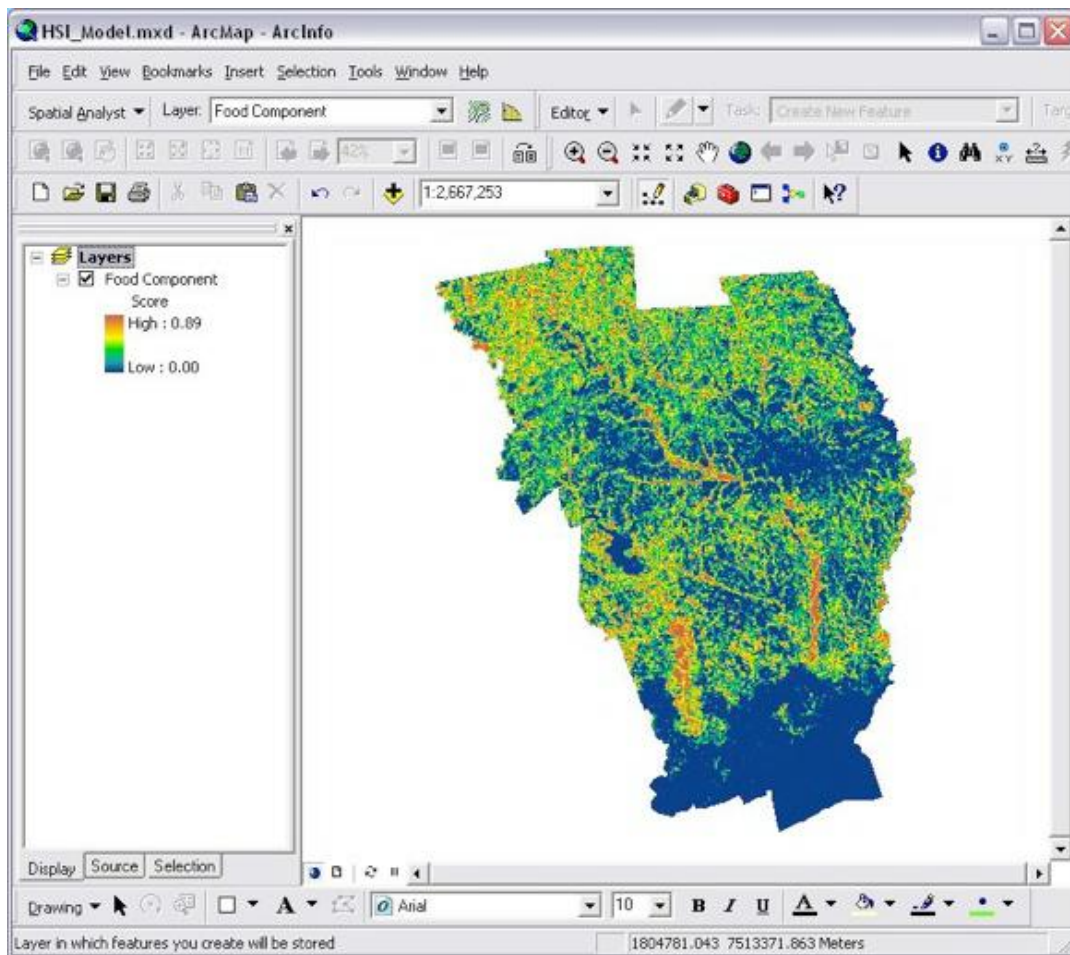 HSI_Model.mxd - ArcMap - ArcInfo
File Edit View Bookmarks Insert Selection Tools Window Help
Spatial Analyst Layer: Food Component Editor Task: Create New Feature Targ
42%
1:2,667,253
Layers
Food Component
Score
High : 0.89
Low : 0.00
Display Source Selection
Drawing A Arial 10 B I U A
Layer in which features you create will be stored 1804781.043 7513371.863 Meters